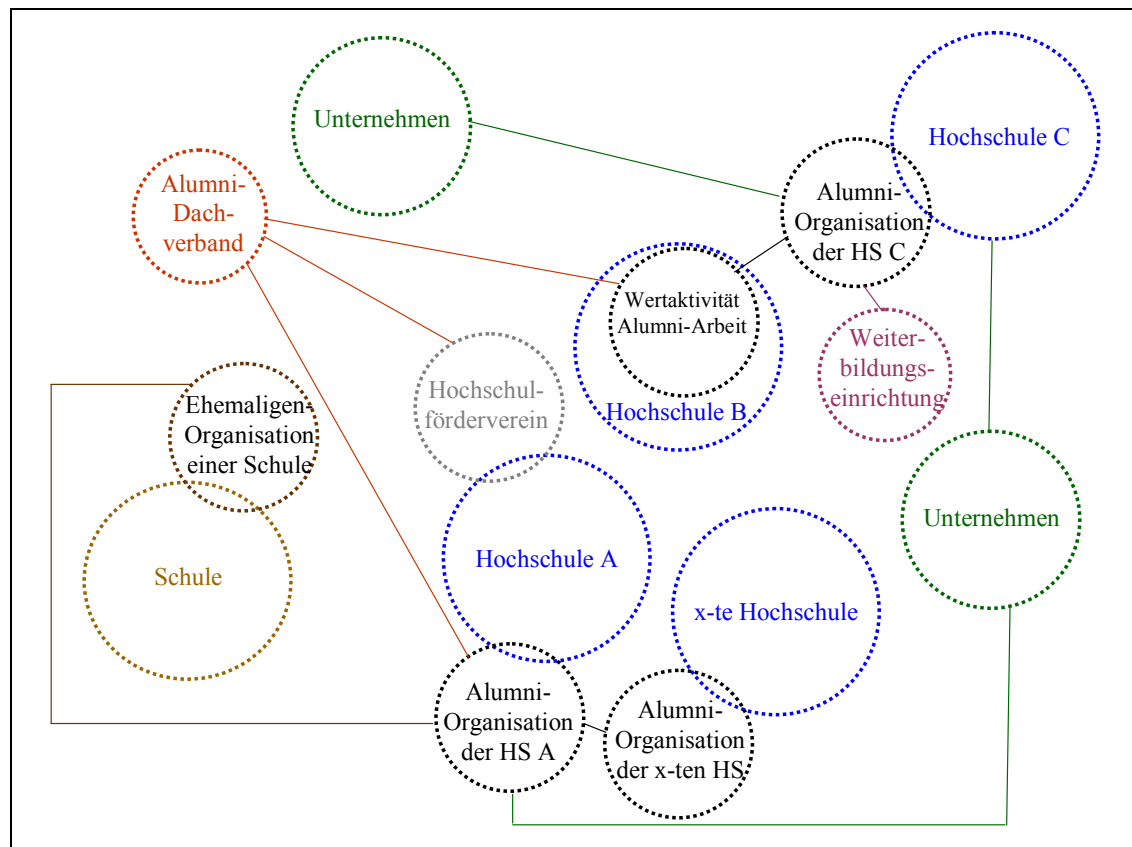 Unternehmen
Hochschule C
Alumni-
Dach-
verband
Alumni-
Organisation
der HS C
Wertaktivität
Alumni-Arbeit
Hochschule B
Weiter-
bildungs-
einrichtung
Hochschul-
förderverein
Ehemaligen-
Organisation
einer Schule
Unternehmen
Schule
Hochschule A
x-te Hochschule
Alumni-
Organisation
der HS A
Alumni-
Organisation
der x-ten HS